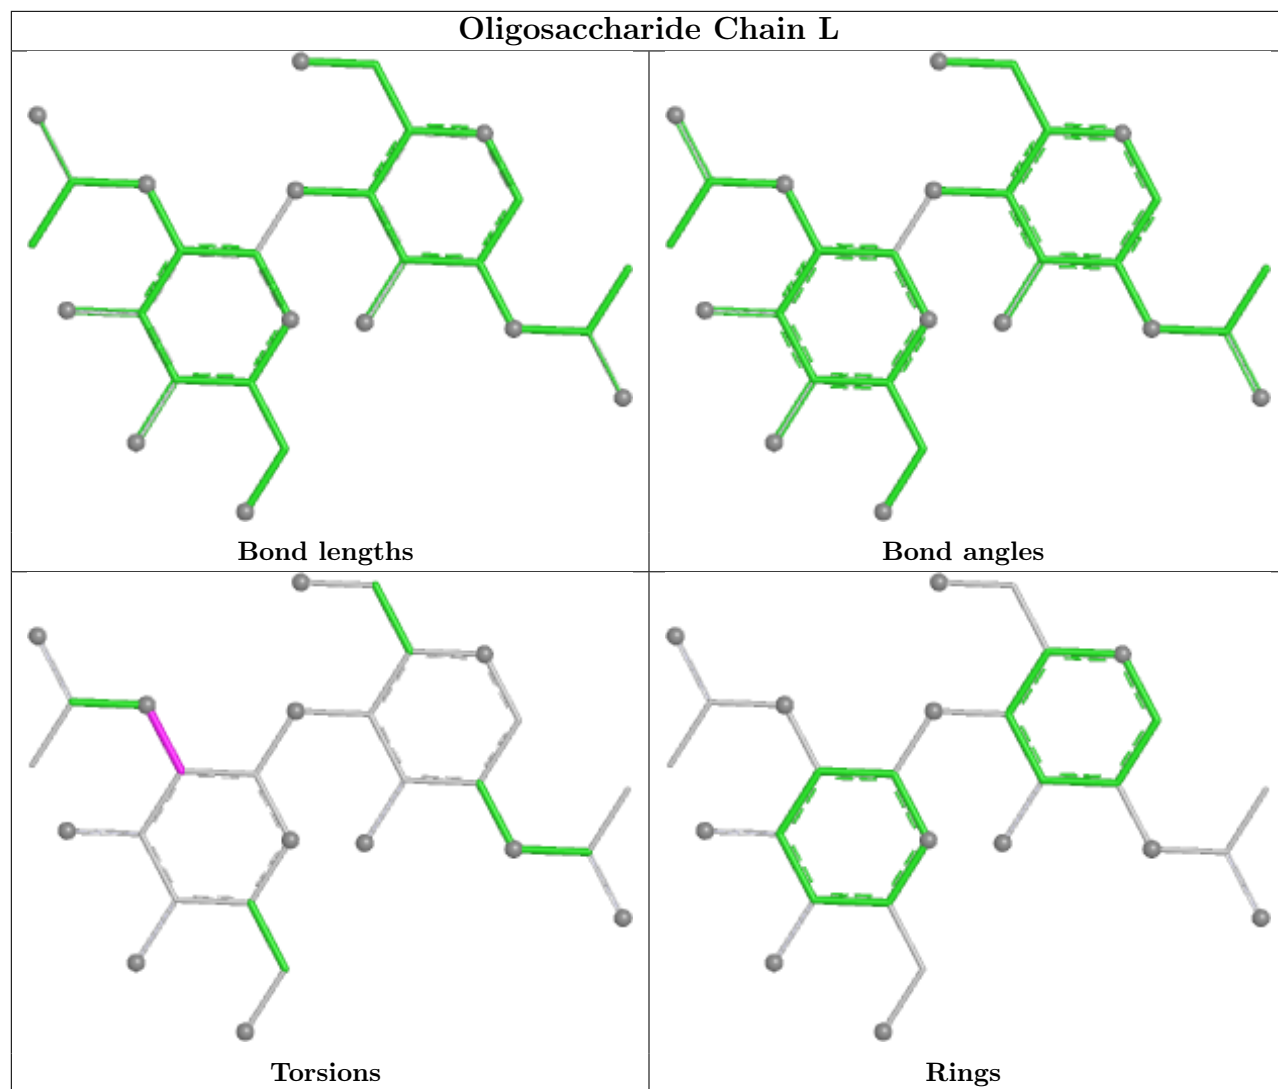 Oligosaccharide Chain L
Bond lengths
Bond angles
Torsions
Rings